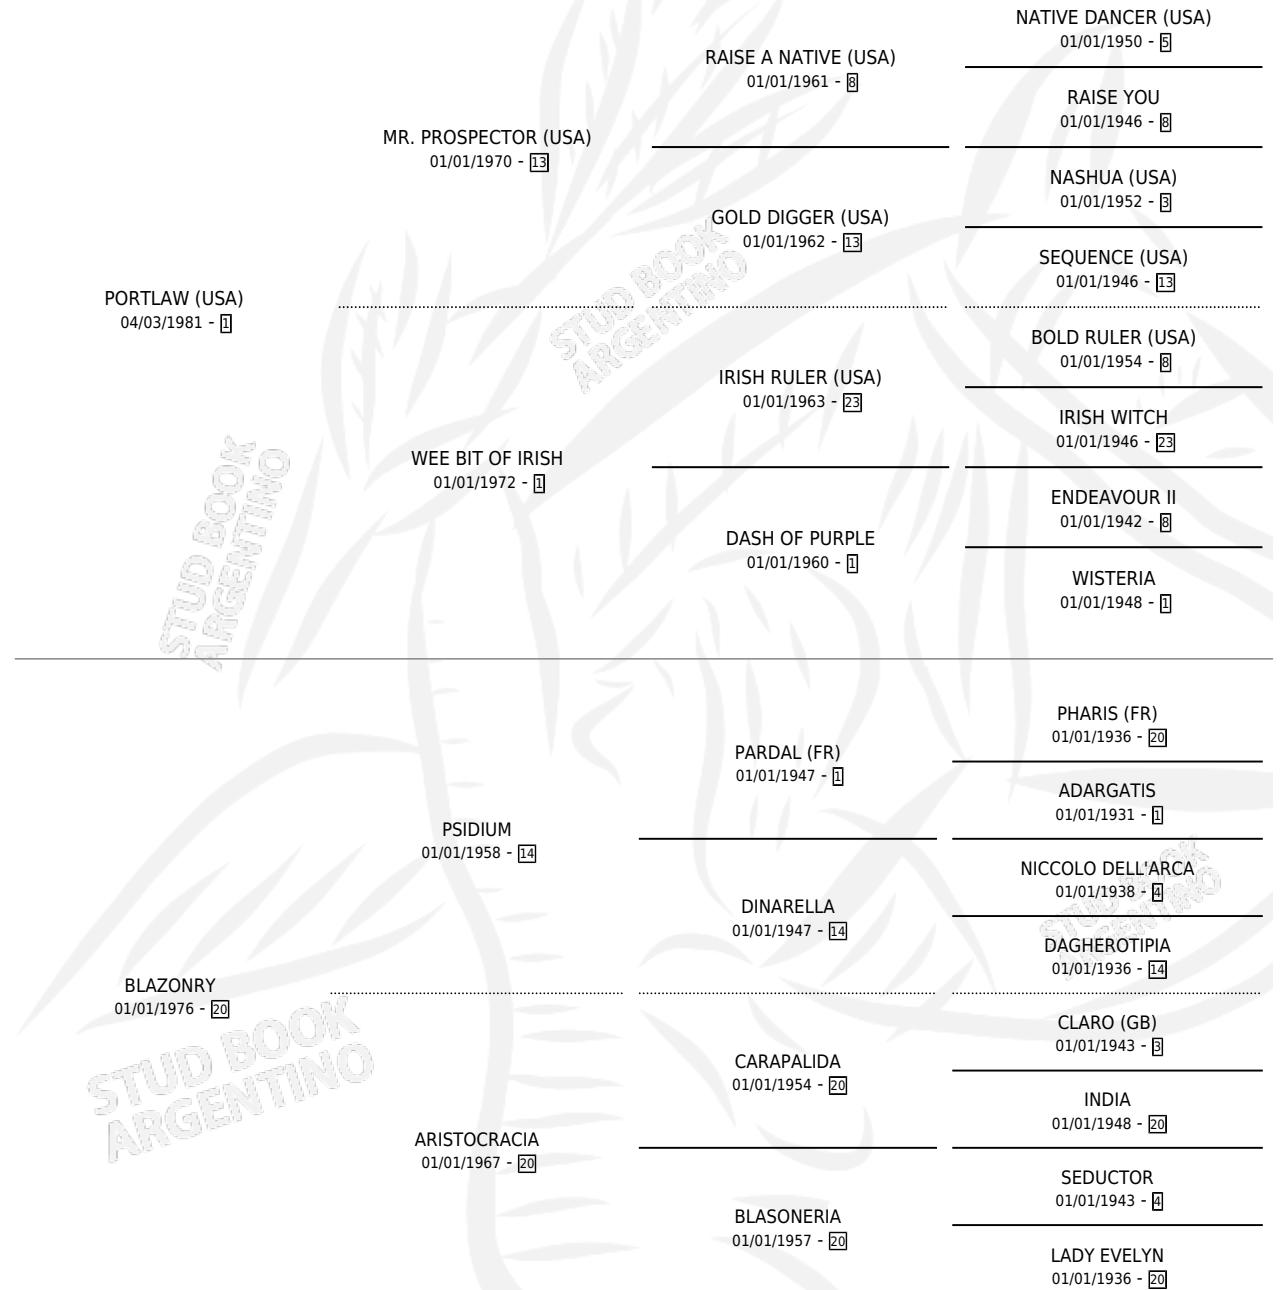 NATIVE DANCER (USA)
01/01/1950 - 5
RAISE A NATIVE (USA)
01/01/1961 - 8
RAISE YOU
01/01/1946 - 8
MR. PROSPECTOR (USA)
01/01/1970 - 13
NASHUA (USA)
01/01/1952 - 3
GOLD DIGGER (USA)
01/01/1962 - 13
SEQUENCE (USA)
01/01/1946 - 13
PORTLAW (USA)
04/03/1981 - 1
BOLD RULER (USA)
01/01/1954 - 8
IRISH RULER (USA)
01/01/1963 - 23
IRISH WITCH
01/01/1946 - 23
WEE BIT OF IRISH
01/01/1972 - 1
ENDEAVOUR II
01/01/1942 - 8
DASH OF PURPLE
01/01/1960 - 1
WISTERIA
01/01/1948 - 1
PHARIS (FR)
01/01/1936 - 20
PARDAL (FR)
01/01/1947 - 1
ADARGATIS
01/01/1931 - 1
PSIDIUM
01/01/1958 - 14
NICCOLO DELL'ARCA
01/01/1938 - 4
DINARELLA
01/01/1947 - 14
DAGHEROTIPIA
01/01/1936 - 14
BLAZONRY
01/01/1976 - 20
CLARO (GB)
01/01/1943 - 3
CARAPALIDA
01/01/1954 - 20
INDIA
01/01/1948 - 20
ARISTOCRACIA
01/01/1967 - 20
SEDUCTOR
01/01/1943 - 4
BLASONERIA
01/01/1957 - 20
LADY EVELYN
01/01/1936 - 20
STUD BOOK
ARGENTINO
STUD BOOK
ARGENTINO
STUD BOOK
ARGENTINO
STUD BOOK
ARGENTINO